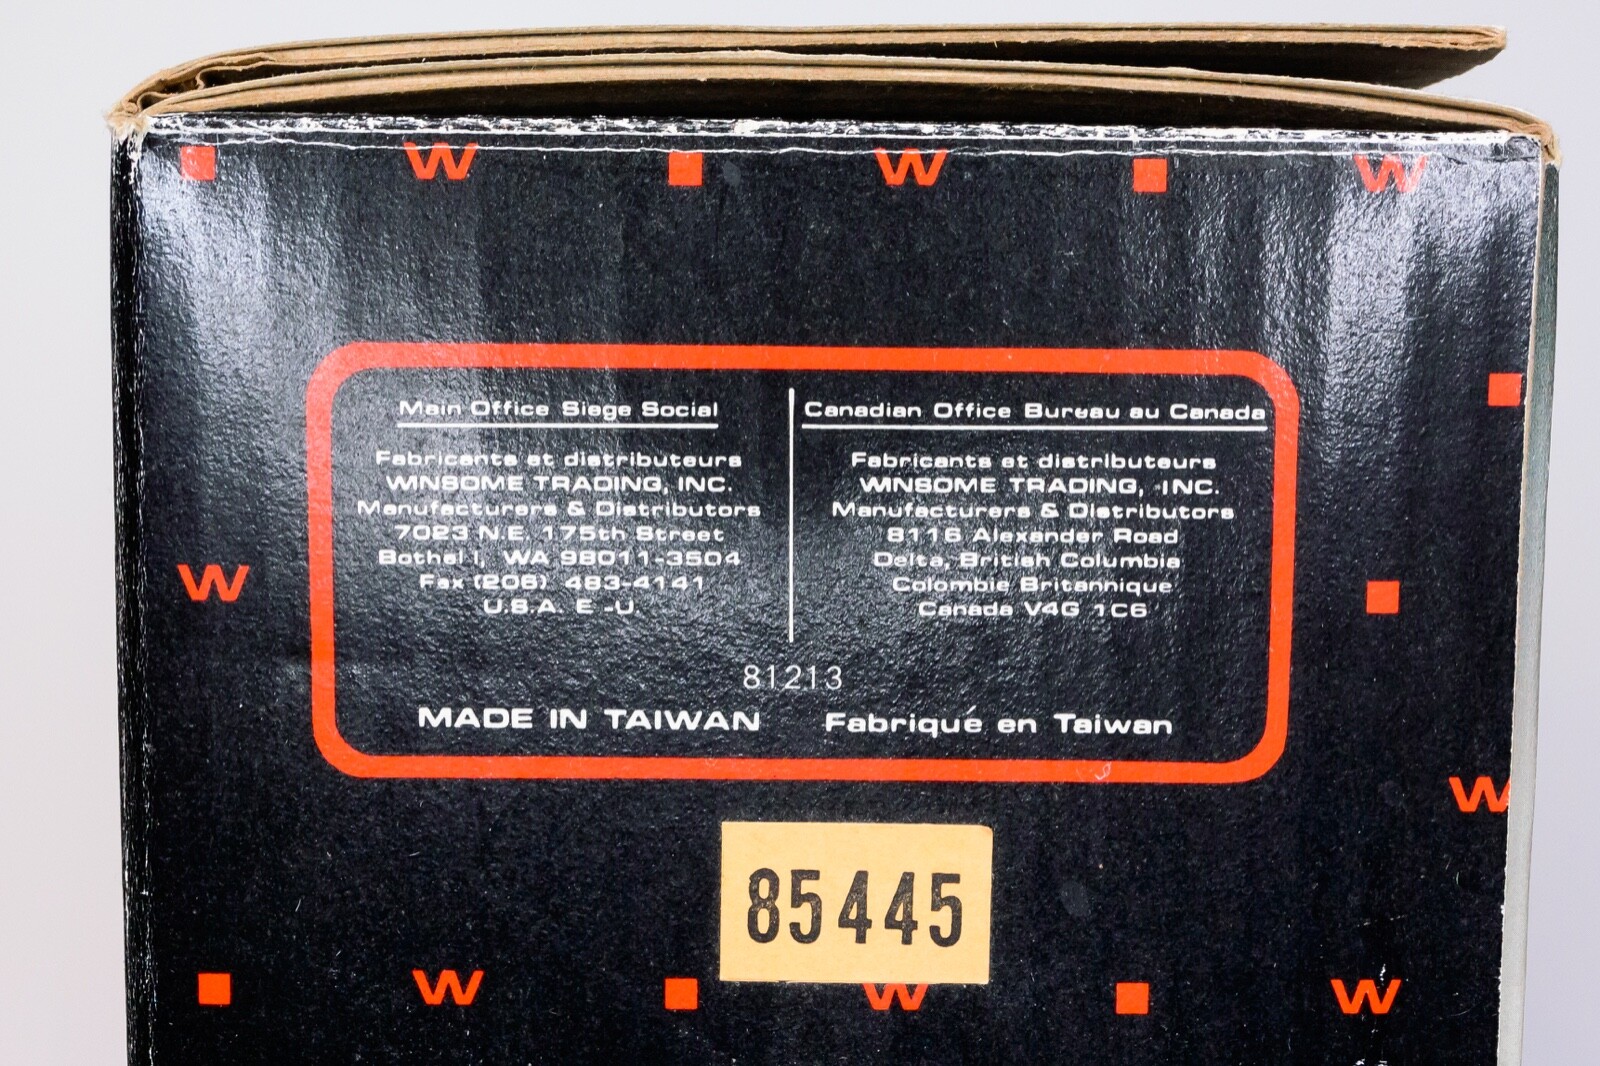 W W W
Main Office Siege Social
Fabricants et distributeurs
WINSOME TRADING, INC.
Manufacturers & Distributors
7023 N.E. 175th Street
Bothell, WA 98011-3504
Fax (206) 483-4141
U.S.A. E -U
Canadian Office Bureau au Canada
Fabricants et distributeurs
WINSOME TRADING, INC.
Manufacturers & Distributors
8116 Alexander Road
Delta, British Columbia
Colombie Britannique
Canada V4G 1C6
W
81213
MADE IN TAIWAN Fabriqué en Taiwan
W
85445
W W W